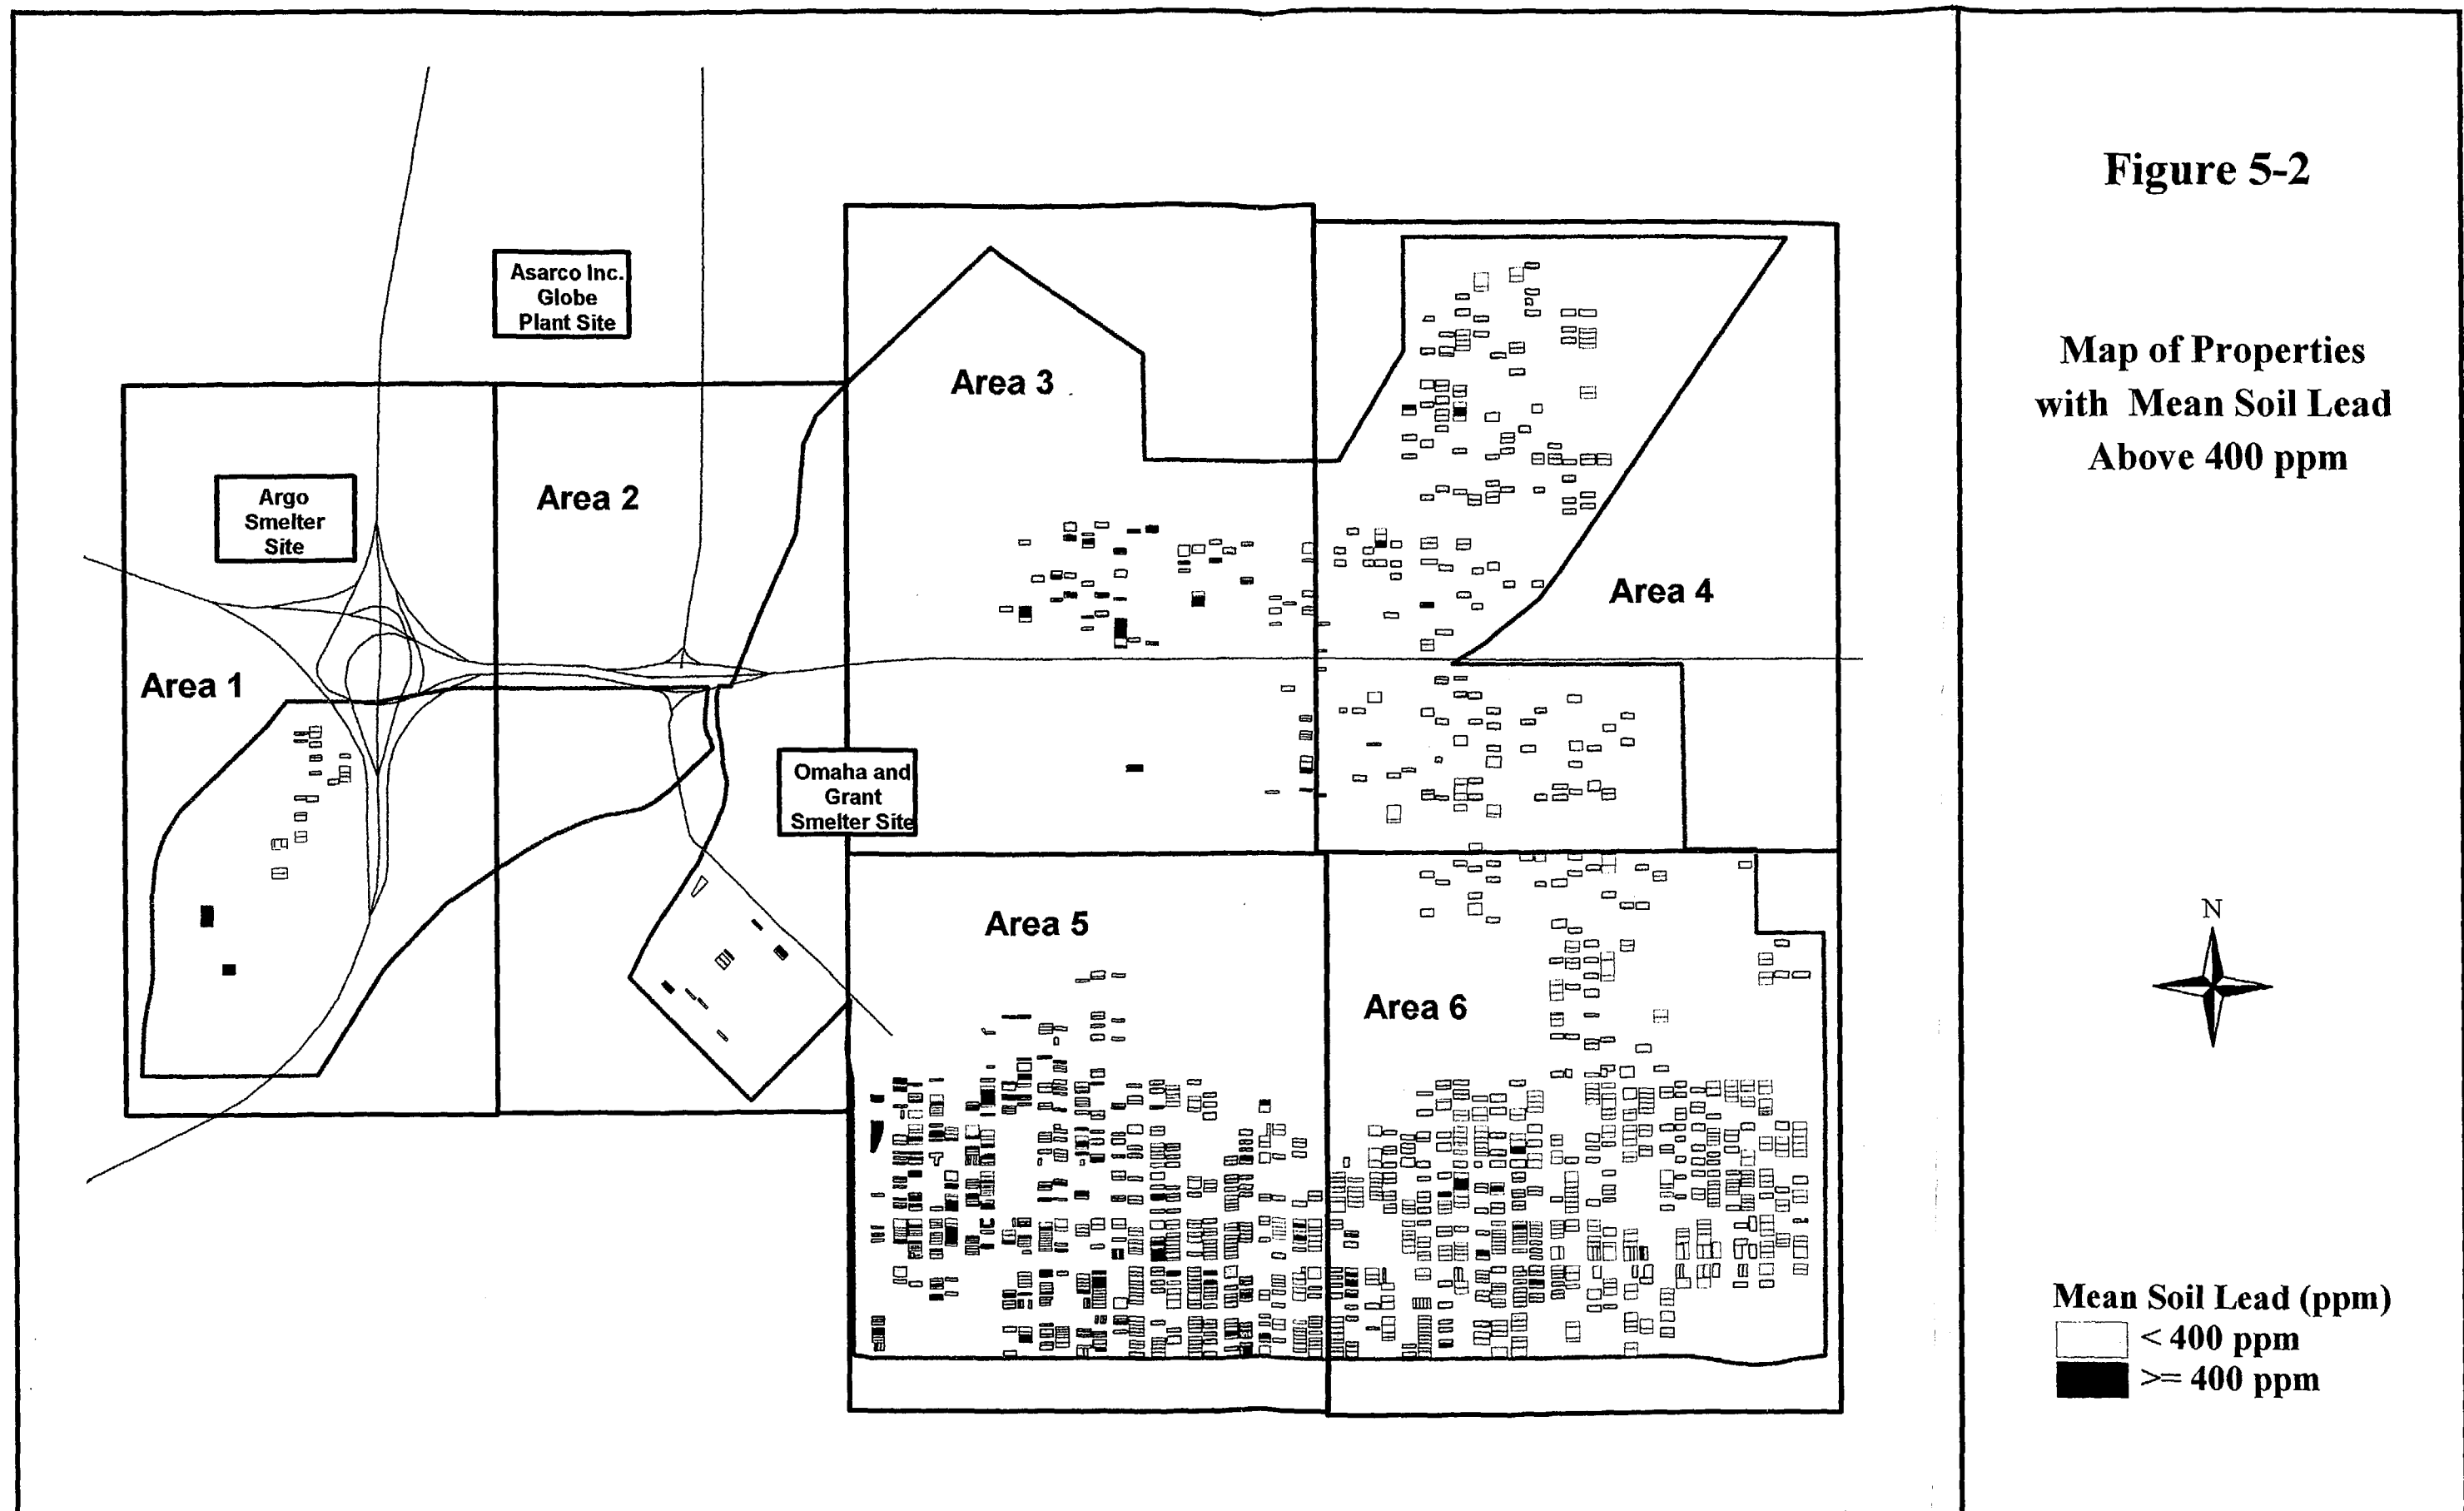 Figure 5-2
Map of Properties
with Mean Soil Lead
Above 400 ppm
Asarco Inc.
Globe
Plant Site
Area 3
Argo
Smelter
Site
Area 2
Area 4
Area 1
Omaha and
Grant
Smelter Site
Area 5
Area 6
N
Mean Soil Lead (ppm)
< 400 ppm
>= 400 ppm